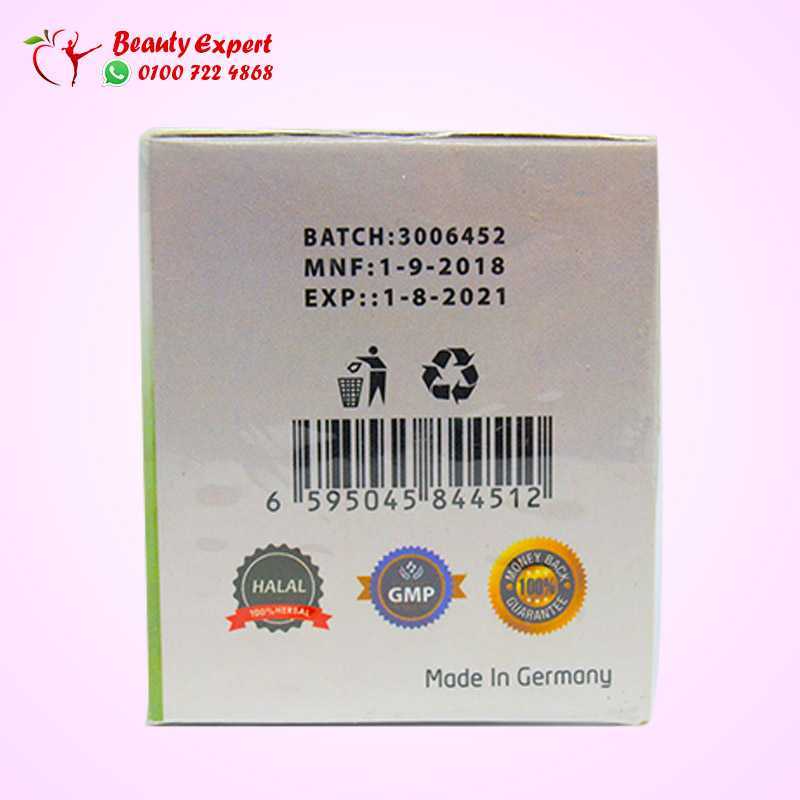 Beauty Expert
0100 722 4868
BATCH:3006452
MNF:1-9-2018
EXP::1-8-2021
6 595045 844512
HALAL
100% HERBAL
GMP
MONEY BACK
100%
GUARANTEE
Made In Germany